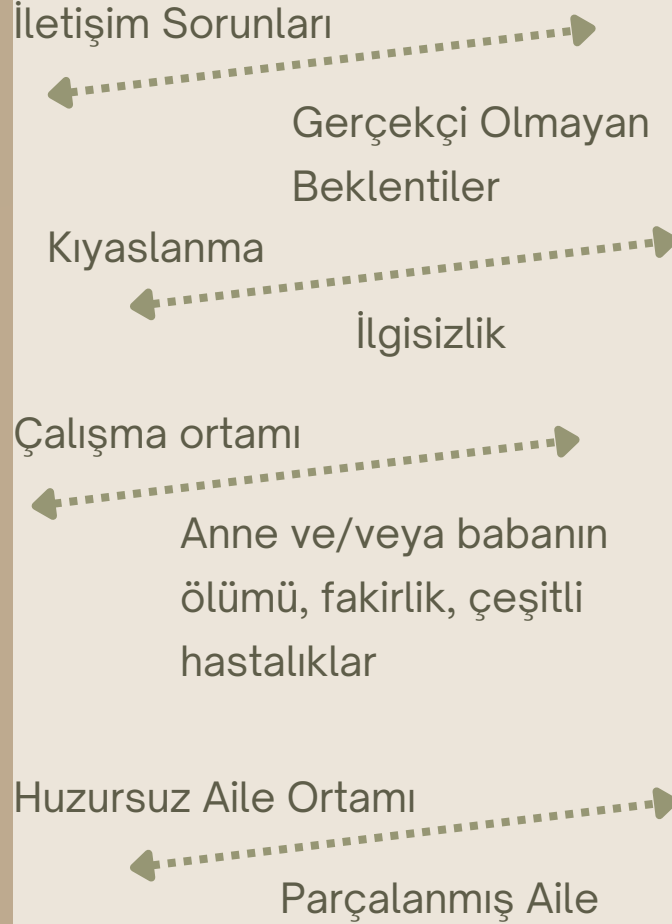 İletişim Sorunları
Gerçekçi Olmayan
Beklentiler
Kıyaslanma
İlgisizlik
Çalışma ortamı
Anne ve/veya babanın
ölümü, fakirlik, çeşitli
hastalıklar
Huzursuz Aile Ortamı
Parçalanmış Aile